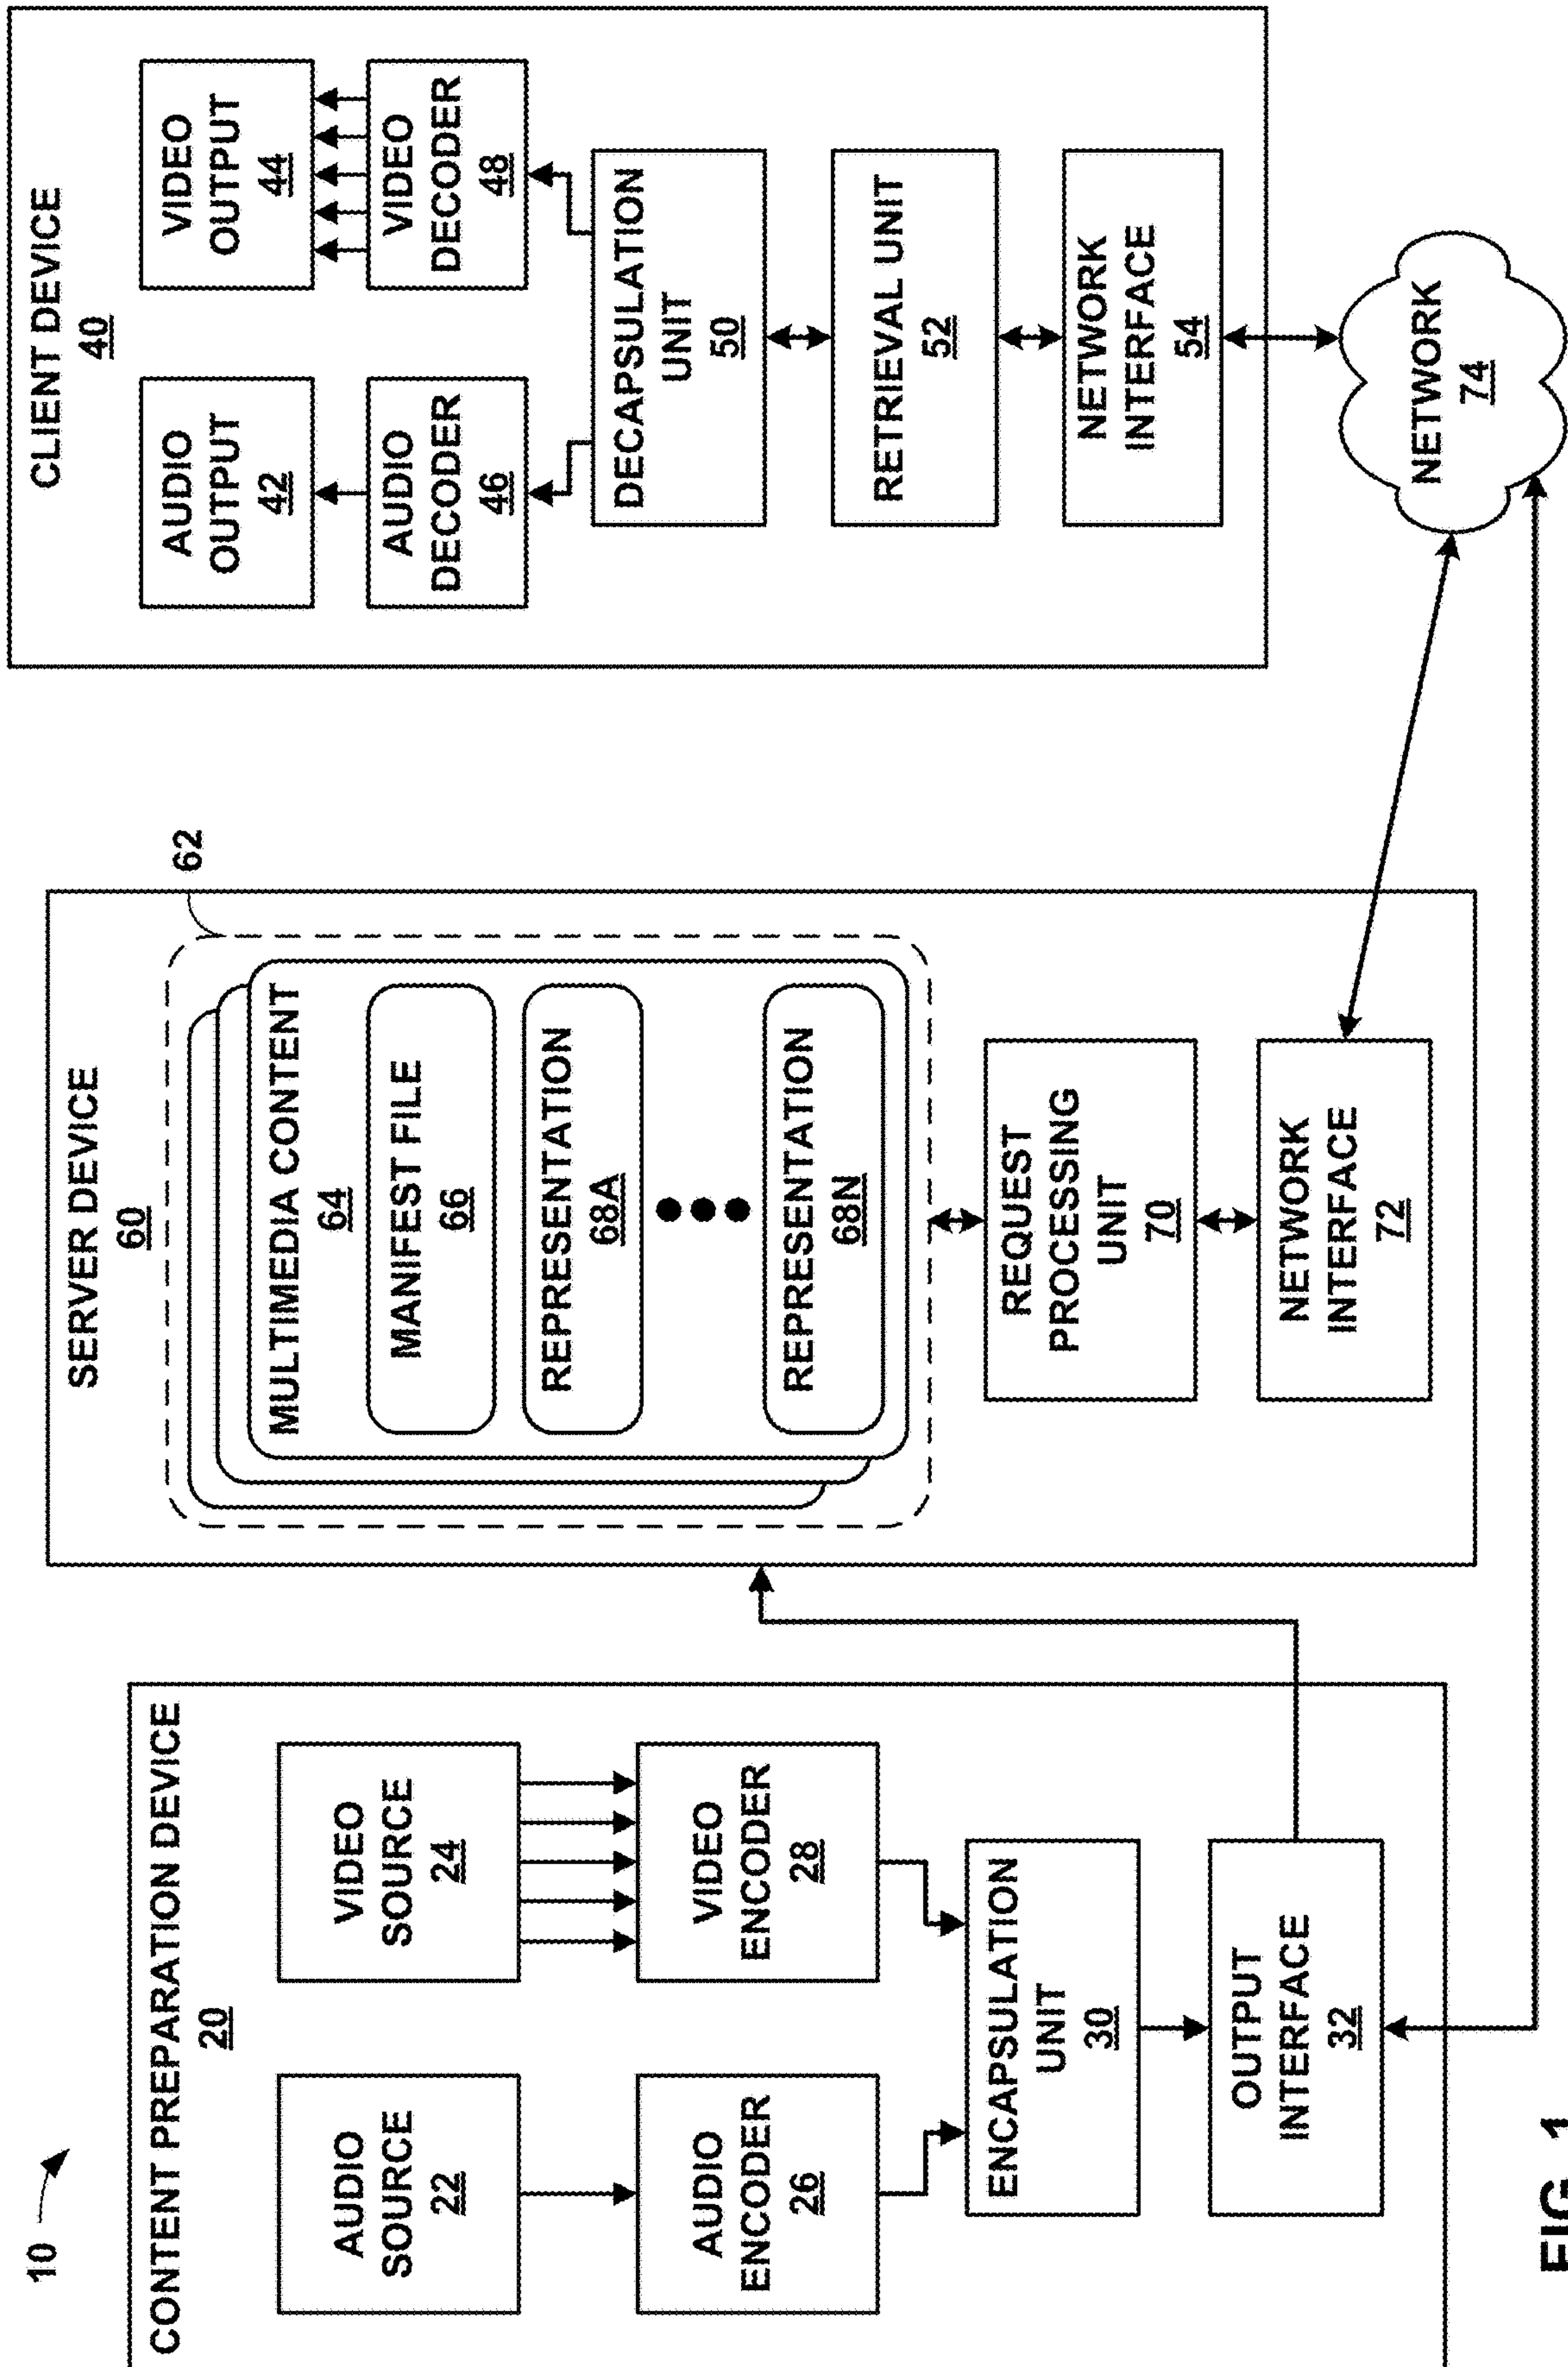 10
CONTENT PREPARATION DEVICE
20
AUDIO
SOURCE
22
VIDEO
SOURCE
24
AUDIO
ENCODER
26
VIDEO
ENCODER
28
ENCAPSULATION
UNIT
30
OUTPUT
INTERFACE
32
SERVER DEVICE
60
62
MULTIMEDIA CONTENT
64
MANIFEST FILE
66
REPRESENTATION
68A
REPRESENTATION
68N
REQUEST
PROCESSING
UNIT
70
NETWORK
INTERFACE
72
CLIENT DEVICE
40
AUDIO
OUTPUT
42
VIDEO
OUTPUT
44
AUDIO
DECODER
46
VIDEO
DECODER
48
DECAPSULATION
UNIT
50
RETRIEVAL UNIT
52
NETWORK
INTERFACE
54
NETWORK
74
FIG. 1